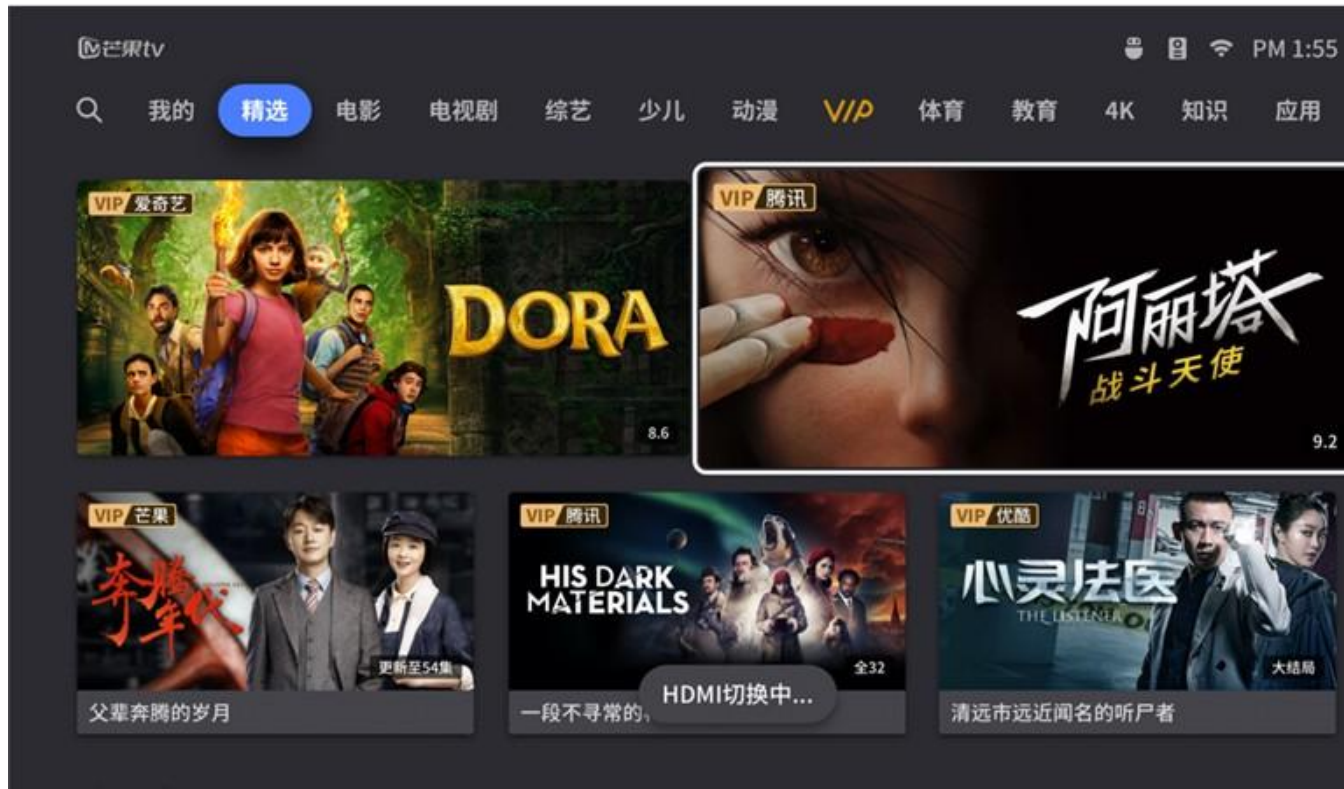 芒果tv
PM 1:55
我的 精选 电影 电视剧 综艺 少儿 动漫 VIP 体育 教育 4K 知识 应用
VIP 爱奇艺
DORA
8.6
VIP 腾讯
阿丽塔
战斗天使
9.2
VIP 芒果
奔腾
年代
更新至54集
父辈奔腾的岁月
VIP 腾讯
HIS DARK
MATERIALS
全32
一段不寻常的
HDMI切换中...
VIP 优酷
心灵法医
THE LISTENER
大结局
清远市远近闻名的听尸者